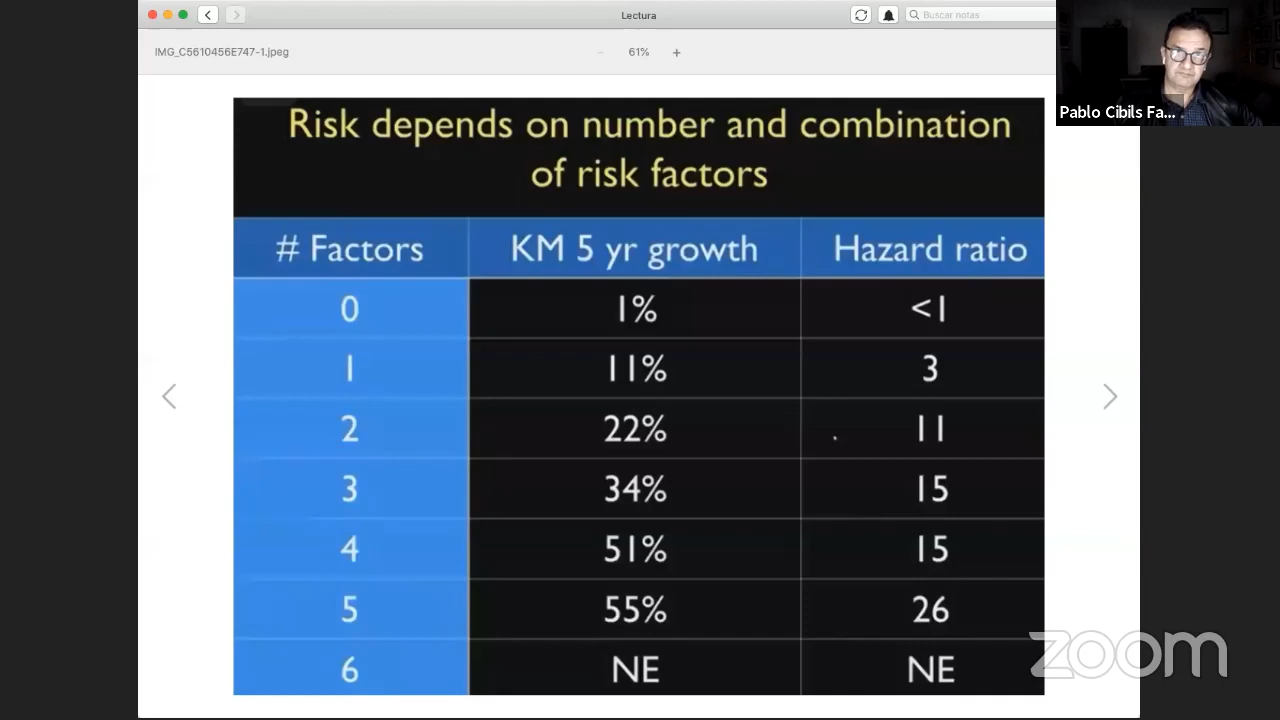 Lectura
Buscar notas
IMG_C5610456E747-1.jpeg
61%
Pablo Cibils Fa...
Risk depends on number and combination
of risk factors
# Factors KM 5 yr growth Hazard ratio
0 1% <1
1 11% 3
2 22% 11
3 34% 15
4 51% 15
5 55% 26
6 NE NE
zoom